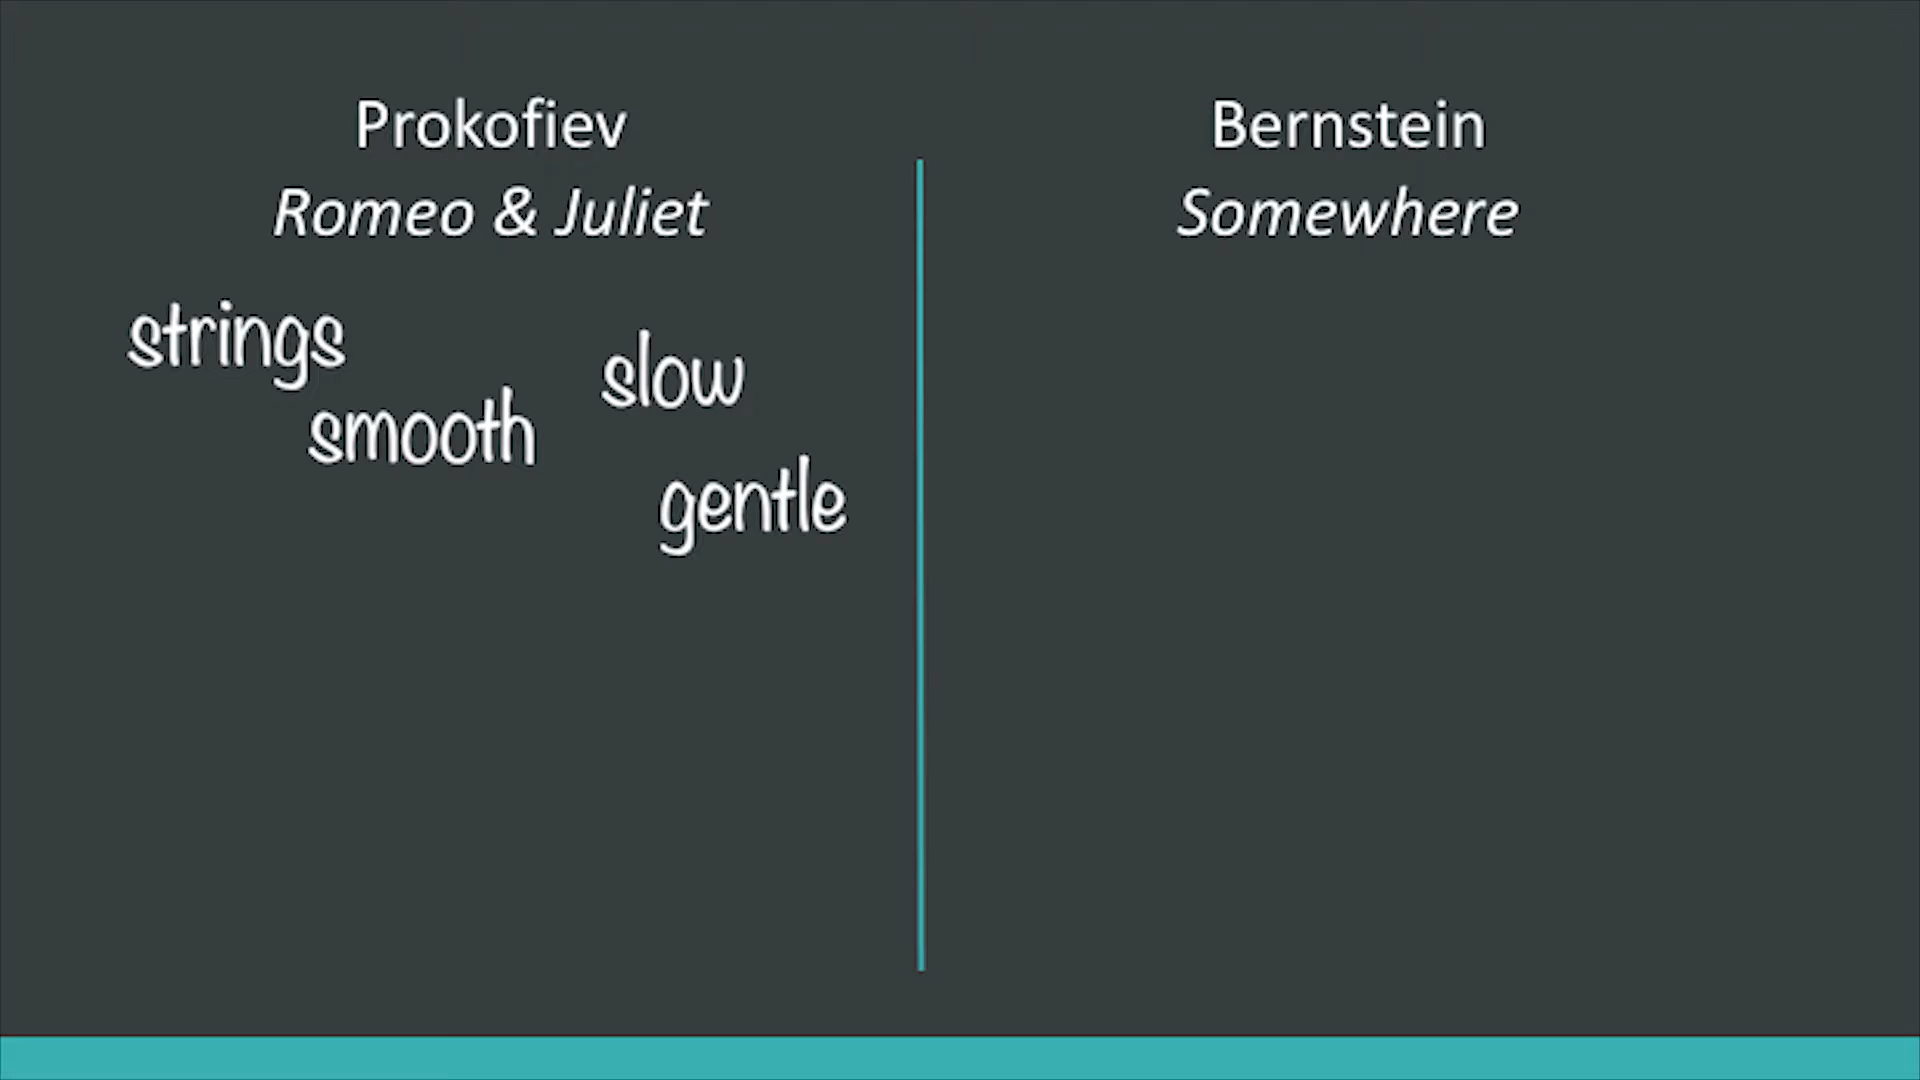 Prokofiev
Romeo & Juliet
strings
slow
smooth
gentle
Bernstein
Somewhere